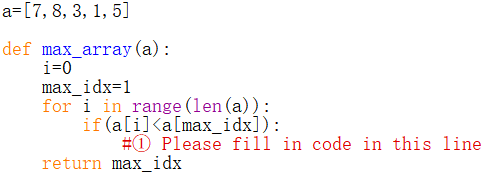 a=[7,8,3,1,5]
def max_array(a):
    i=0
    max_idx=1
    for i in range(len(a)):
        if(a[i]<a[max_idx]):
            #① Please fill in code in this line
    return max_idx